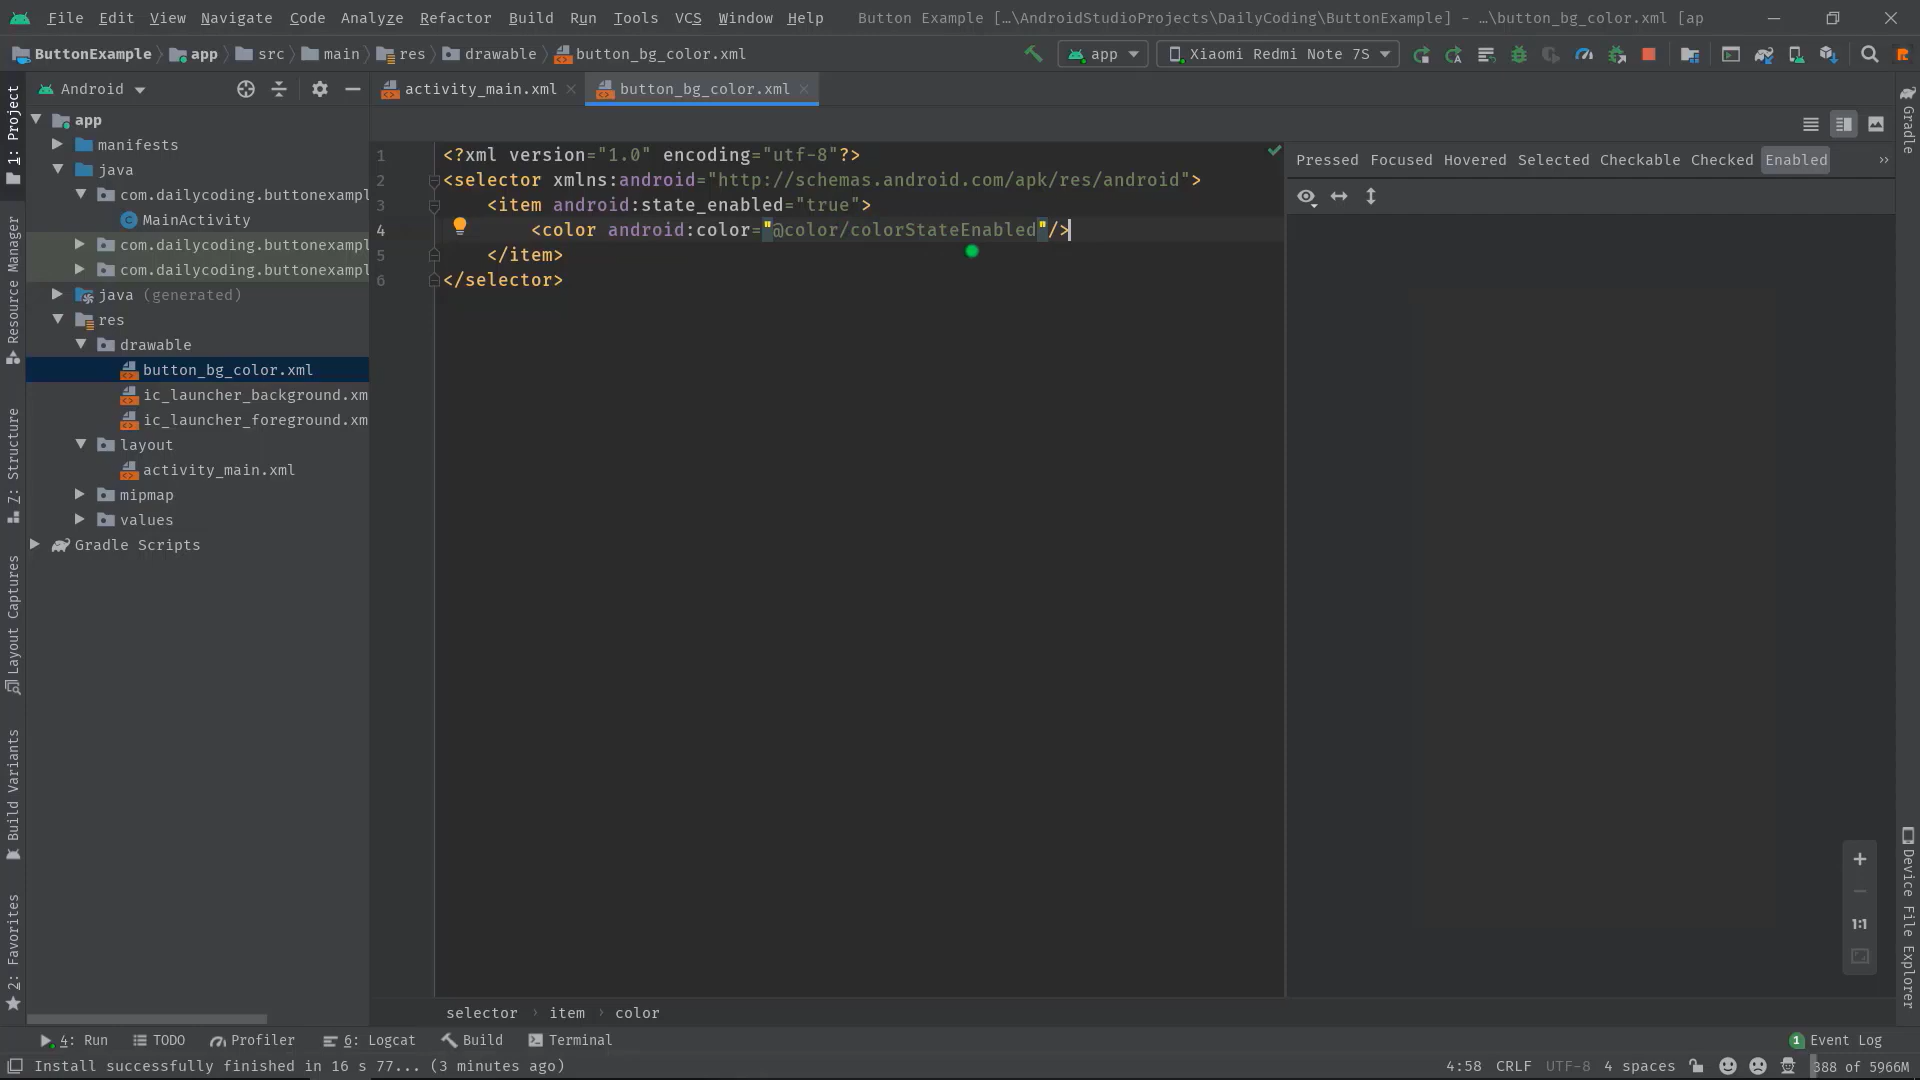 File Edit View Navigate Code Analyze Refactor Build Run Tools VCS Window Help Button Example [...\AndroidStudioProjects\DailyCoding\ButtonExample] - ...\button_bg_color.xml [ap
ButtonExample app src main res drawable button_bg_color.xml app Xiaomi Redmi Note 7S
Android
activity_main.xml button_bg_color.xml
app
manifests
java
com.dailycoding.buttonexampl
MainActivity
com.dailycoding.buttonexampl
com.dailycoding.buttonexampl
java (generated)
res
drawable
button_bg_color.xml
ic_launcher_background.xm
ic_launcher_foreground.xm
layout
activity_main.xml
mipmap
values
Gradle Scripts
1: Project
Resource Manager
7: Structure
Layout Captures
Build Variants
2: Favorites
1 <?xml version="1.0" encoding="utf-8"?>
2 <selector xmlns:android="http://schemas.android.com/apk/res/android">
3 <item android:state_enabled="true">
4 <color android:color="@color/colorStateEnabled"/>
5 </item>
6 </selector>
Pressed Focused Hovered Selected Checkable Checked Enabled »
1:1
Gradle
Device File Explorer
selector › item › color
4: Run TODO Profiler 6: Logcat Build Terminal 1 Event Log
Install successfully finished in 16 s 77... (3 minutes ago) 4:58 CRLF UTF-8 4 spaces 388 of 5966M